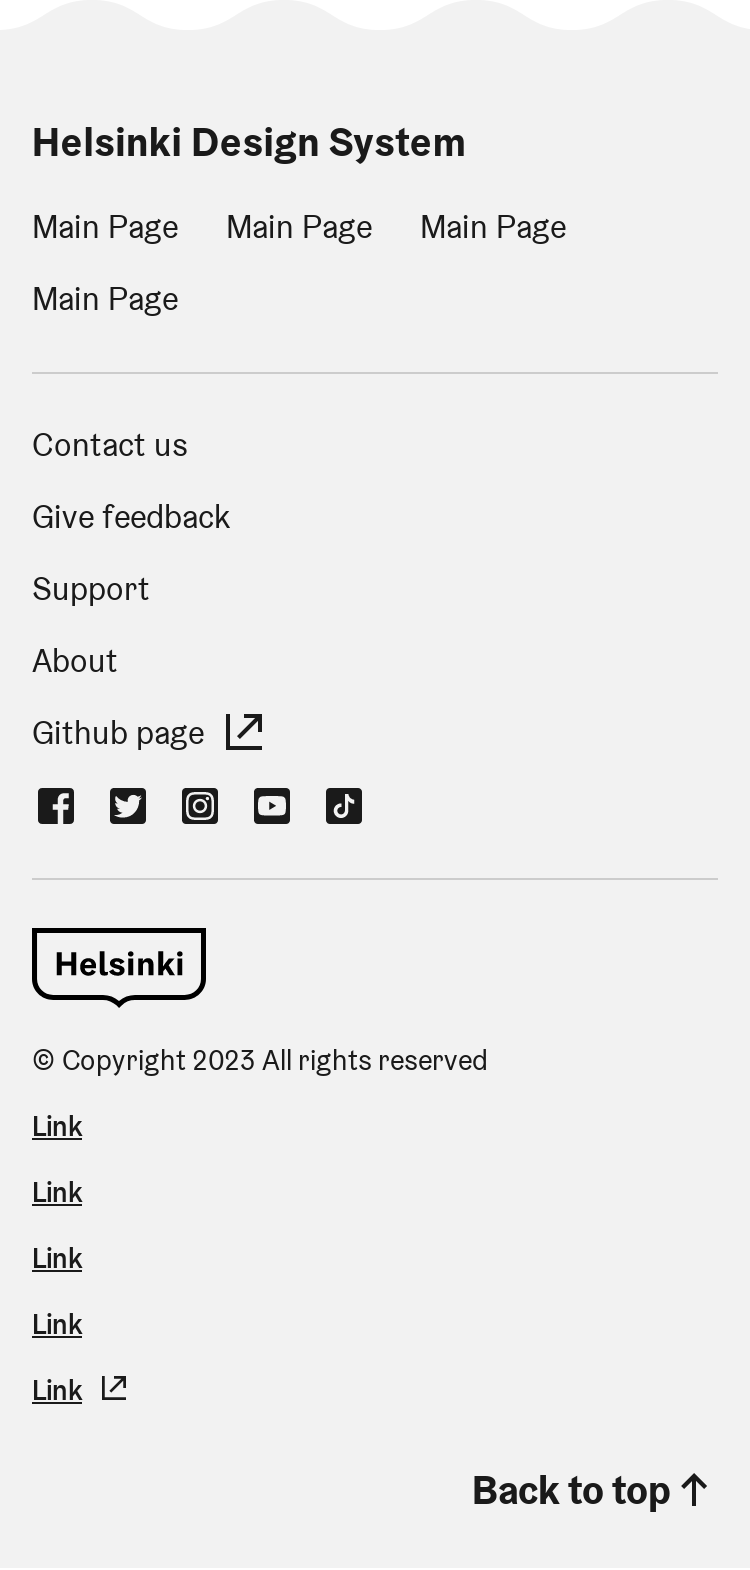 Helsinki Design System
Main Page Main Page Main Page
Main Page
Contact us
Give feedback
Support
About
Github page
Helsinki
© Copyright 2023 All rights reserved
Link
Link
Link
Link
Link
Back to top